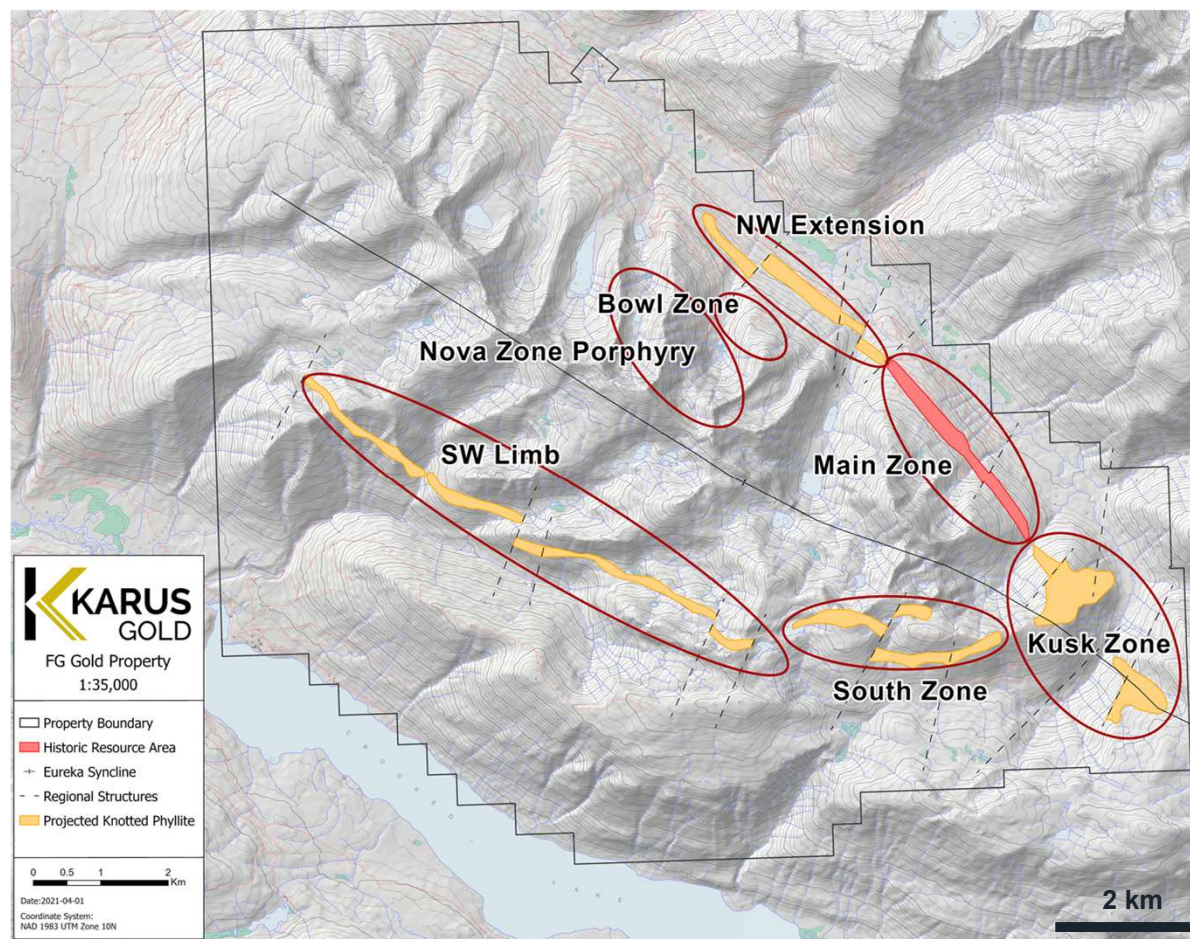 NW Extension
Bowl Zone
Nova Zone Porphyry
SW Limb
Main Zone
Kusk Zone
South Zone
KARUS
GOLD
FG Gold Property
1:35,000
Property Boundary
Historic Resource Area
Eureka Syncline
Regional Structures
Projected Knotted Phyllite
0 0.5 1 2
Km
Date:2021-04-01
Coordinate System:
NAD 1983 UTM Zone 10N
LAKE
2 km